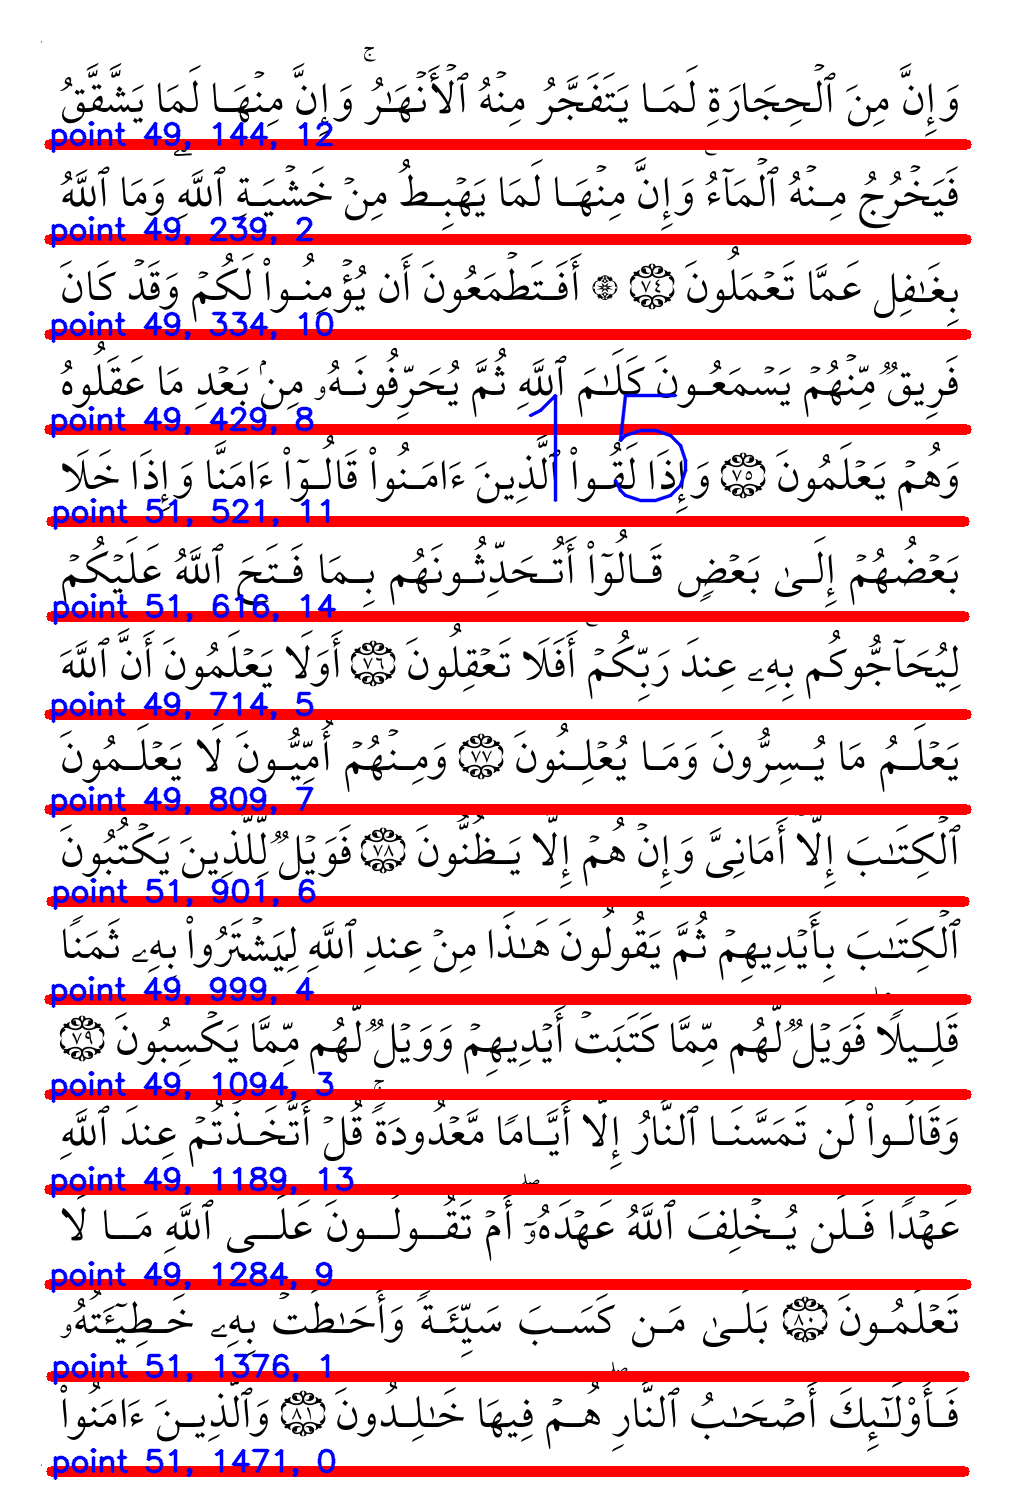 وَإِنَّ مِنَ ٱلْحِجَارَةِ لَمَا يَتَفَجَّرُ مِنْهُ ٱلْأَنْهَـٰرُ ۚ وَإِنَّ مِنْهَا لَمَا يَشَّقَّقُ
point 49, 144, 12
فَيَخْرُجُ مِنْهُ ٱلْمَآءُ ۚ وَإِنَّ مِنْهَا لَمَا يَهْبِطُ مِنْ خَشْيَةِ ٱللَّهِ ۗ وَمَا ٱللَّهُ
point 49, 239, 2
بِغَـٰفِلٍ عَمَّا تَعْمَلُونَ ٧٤ ۞ أَفَتَطْمَعُونَ أَن يُؤْمِنُوا۟ لَكُمْ وَقَدْ كَانَ
point 49, 334, 10
فَرِيقٌ مِّنْهُمْ يَسْمَعُونَ كَلَـٰمَ ٱللَّهِ ثُمَّ يُحَرِّفُونَهُۥ مِنۢ بَعْدِ مَا عَقَلُوهُ
point 49, 429, 8
15
وَهُمْ يَعْلَمُونَ ٧٥ وَإِذَا لَقُوا۟ ٱلَّذِينَ ءَامَنُوا۟ قَالُوٓا۟ ءَامَنَّا وَإِذَا خَلَا
point 51, 521, 11
بَعْضُهُمْ إِلَىٰ بَعْضٍ قَالُوٓا۟ أَتُحَدِّثُونَهُم بِمَا فَتَحَ ٱللَّهُ عَلَيْكُمْ
point 51, 616, 14
لِيُحَآجُّوكُم بِهِۦ عِندَ رَبِّكُمْ ۚ أَفَلَا تَعْقِلُونَ ٧٦ أَوَلَا يَعْلَمُونَ أَنَّ ٱللَّهَ
point 49, 714, 5
يَعْلَمُ مَا يُسِرُّونَ وَمَا يُعْلِنُونَ ٧٧ وَمِنْهُمْ أُمِّيُّونَ لَا يَعْلَمُونَ
point 49, 809, 7
ٱلْكِتَـٰبَ إِلَّآ أَمَانِىَّ وَإِنْ هُمْ إِلَّا يَظُنُّونَ ٧٨ فَوَيْلٌ لِّلَّذِينَ يَكْتُبُونَ
point 51, 901, 6
ٱلْكِتَـٰبَ بِأَيْدِيهِمْ ثُمَّ يَقُولُونَ هَـٰذَا مِنْ عِندِ ٱللَّهِ لِيَشْتَرُوا۟ بِهِۦ ثَمَنًا
point 49, 999, 4
قَلِيلًا ۖ فَوَيْلٌ لَّهُم مِّمَّا كَتَبَتْ أَيْدِيهِمْ وَوَيْلٌ لَّهُم مِّمَّا يَكْسِبُونَ ٧٩
point 49, 1094, 3
وَقَالُوا۟ لَن تَمَسَّنَا ٱلنَّارُ إِلَّآ أَيَّامًا مَّعْدُودَةً ۚ قُلْ أَتَّخَذْتُمْ عِندَ ٱللَّهِ
point 49, 1189, 13
عَهْدًا فَلَن يُخْلِفَ ٱللَّهُ عَهْدَهُۥٓ ۖ أَمْ تَقُولُونَ عَلَى ٱللَّهِ مَا لَا
point 49, 1284, 9
تَعْلَمُونَ ٨٠ بَلَىٰ مَن كَسَبَ سَيِّئَةً وَأَحَـٰطَتْ بِهِۦ خَطِيٓـَٔتُهُۥ
point 51, 1376, 1
فَأُو۟لَـٰٓئِكَ أَصْحَـٰبُ ٱلنَّارِ ۖ هُمْ فِيهَا خَـٰلِدُونَ ٨١ وَٱلَّذِينَ ءَامَنُوا۟
point 51, 1471, 0